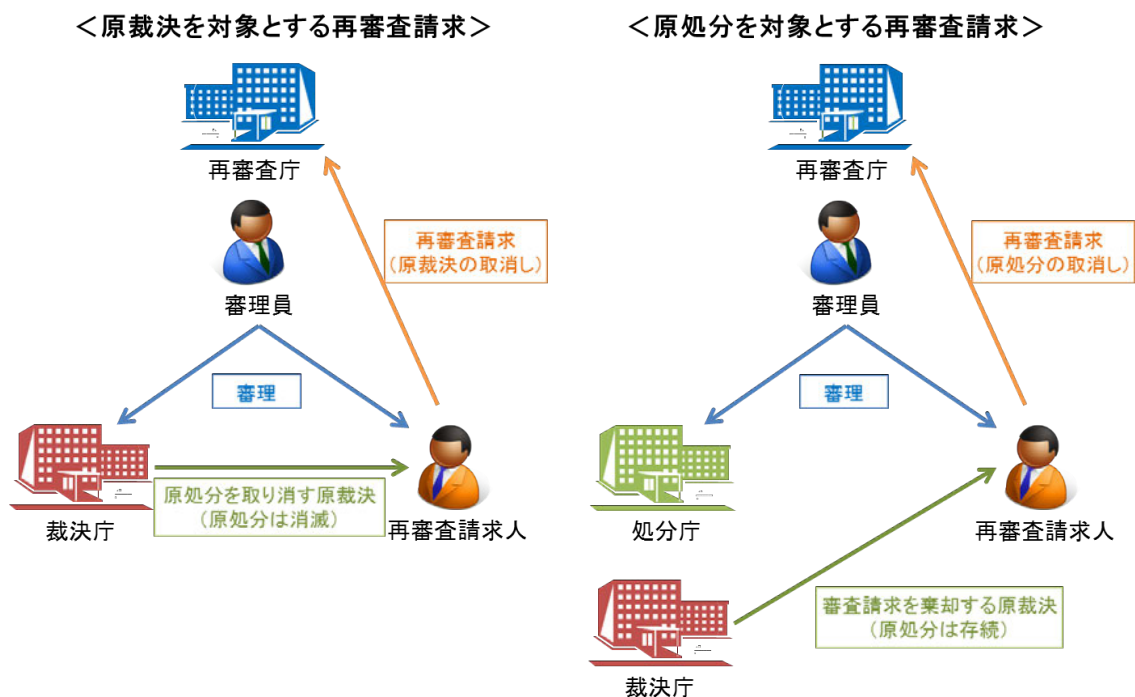 ＜原裁決を対象とする再審査請求＞
再審査庁
再審査請求
（原裁決の取消し）
審理員
審理
原処分を取り消す原裁決
（原処分は消滅）
裁決庁
再審査請求人
＜原処分を対象とする再審査請求＞
再審査庁
再審査請求
（原処分の取消し）
審理員
審理
処分庁
再審査請求人
審査請求を棄却する原裁決
（原処分は存続）
裁決庁